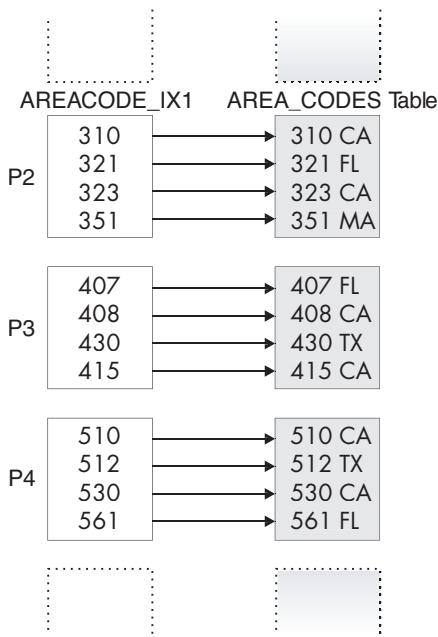 AREACODE_IX1 AREA_CODES Table
310 310 CA
321 321 FL
P2
323 323 CA
351 351 MA
407 407 FL
408 408 CA
P3
430 430 TX
415 415 CA
510 510 CA
512 512 TX
P4
530 530 CA
561 561 FL